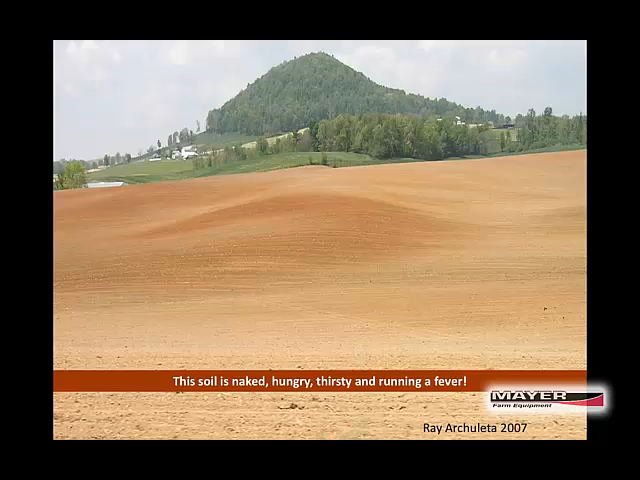 This soil is naked, hungry, thirsty and running a fever!
MAYER
Farm Equipment
Ray Archuleta 2007